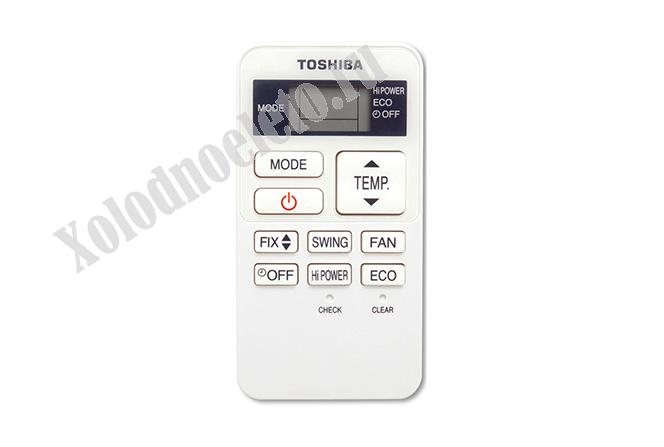 TOSHIBA
MODE
Hi POWER
ECO
OFF
MODE
TEMP.
FIX SWING FAN
OFF Hi POWER ECO
CHECK CLEAR
Xolodnoeleto.ru